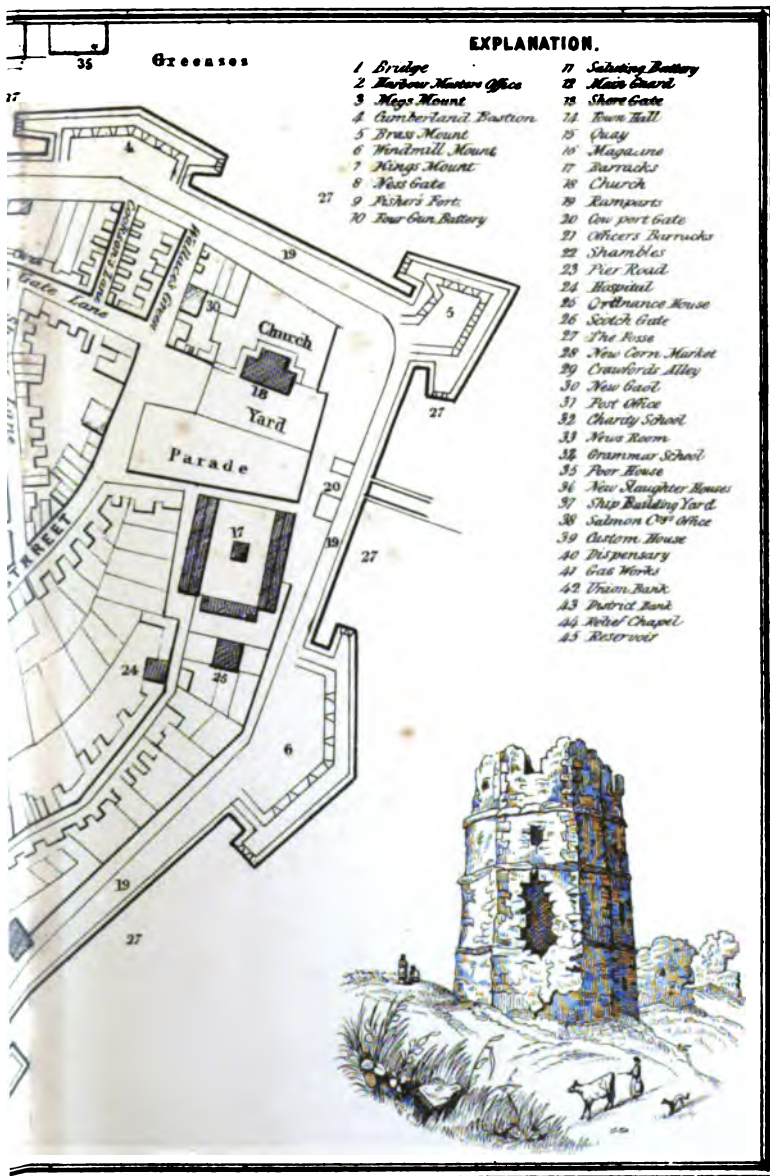 EXPLANATION.
1 Bridge
2 Harbour Masters Office
3 Megs Mount
4 Cumberland Bastion
5 Brass Mount
6 Windmill Mount
7 Kings Mount
8 Ness Gate
9 Fishers Fort
10 Four Gun Battery
11 Saluting Battery
12 Main Guard
13 Shore Gate
14 Town Hall
15 Quay
16 Magazine
17 Barracks
18 Church
19 Ramparts
20 Cow port Gate
21 Officers Barracks
22 Shambles
23 Pier Road
24 Hospital
25 Ordinance House
26 Scotch Gate
27 The Fosse
28 New Corn Market
29 Crawfords Alley
30 New Gaol
31 Post Office
32 Charity School
33 News Room
34 Grammar School
35 Poor House
36 New Slaughter Houses
37 Ship Building Yard
38 Salmon Coys. Office
39 Custom House
40 Dispensary
41 Gas Works
42 Union Bank
43 District Bank
44 Relief Chapel
45 Reservoir
35
Greenses
27
4
27
19
Wallace's Green
Gate Lane
30
5
Church
18
Yard
27
Parade
20
17
19
27
STREET
24
25
6
19
27